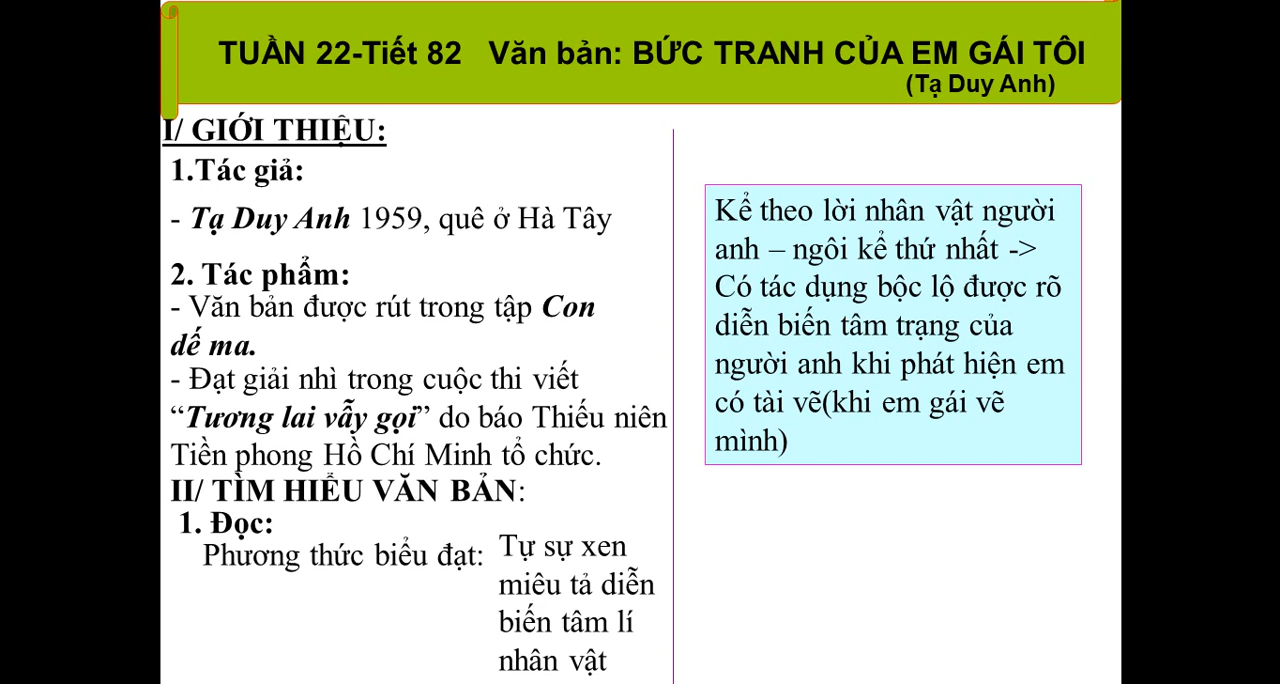 TUẦN 22-Tiết 82 Văn bản: BỨC TRANH CỦA EM GÁI TÔI
(Tạ Duy Anh)
I/ GIỚI THIỆU:
1.Tác giả:
- Tạ Duy Anh 1959, quê ở Hà Tây
2. Tác phẩm:
- Văn bản được rút trong tập Con
dế ma.
- Đạt giải nhì trong cuộc thi viết
“Tương lai vẫy gọi” do báo Thiếu niên
Tiền phong Hồ Chí Minh tổ chức.
II/ TÌM HIỂU VĂN BẢN:
1. Đọc:
Phương thức biểu đạt:
Tự sự xen
miêu tả diễn
biến tâm lí
nhân vật
Kể theo lời nhân vật người
anh – ngôi kể thứ nhất ->
Có tác dụng bộc lộ được rõ
diễn biến tâm trạng của
người anh khi phát hiện em
có tài vẽ(khi em gái vẽ
mình)